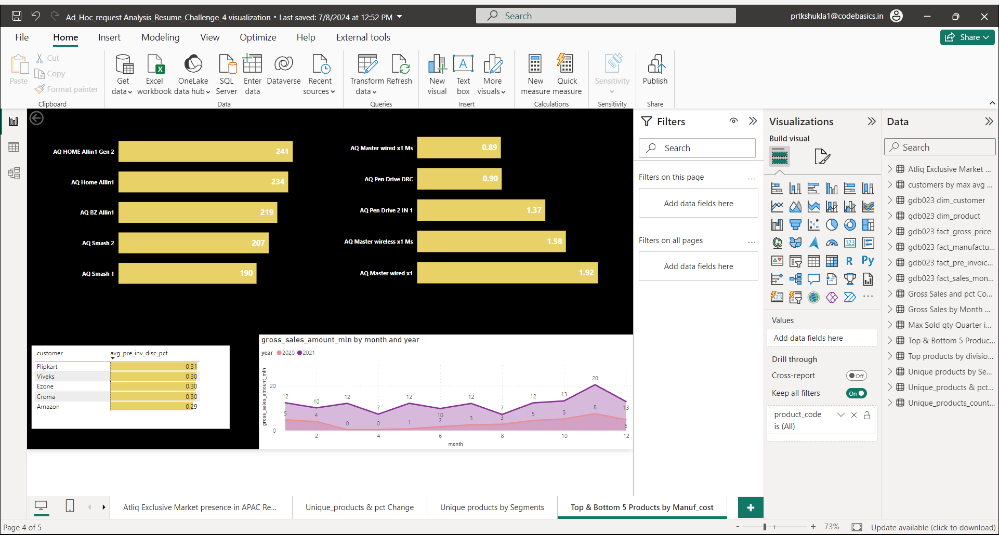 Ad_Hoc_request Analysis_Resume_Challenge_4 visualization • Last saved: 7/8/2024 at 12:52 PM
Search
prtkshukla1@codebasics.in
File Home Insert Modeling View Optimize Help External tools
Share
Paste
Cut
Copy
Format painter
Clipboard
Get data
Excel workbook
OneLake data hub
SQL Server
Enter data
Dataverse
Recent sources
Data
Transform data
Refresh
Queries
New visual
Text box
More visuals
Insert
New measure
Quick measure
Calculations
Sensitivity
Sensitivity
Publish
Share
AQ HOME Allin1 Gen 2 241
AQ Home Allin1 234
AQ BZ Allin1 219
AQ Smash 2 207
AQ Smash 1 190
AQ Master wired x1 Ms 0.89
AQ Pen Drive DRC 0.90
AQ Pen Drive 2 IN 1 1.37
AQ Master wireless x1 Ms 1.58
AQ Master wired x1 1.92
customer avg_pre_inv_disc_pct
Flipkart 0.31
Viveks 0.30
Ezone 0.30
Croma 0.30
Amazon 0.29
gross_sales_amount_mln by month and year
year 2020 2021
gross_sales_amount_mln
20
0
12 10 12 7 12 10 12 7 12 13 20 13
5 4 0 0 1 2 3 3 5 5 8 5
2 4 6 8 10 12
month
Filters
Search
Filters on this page ...
Add data fields here
Filters on all pages ...
Add data fields here
Visualizations
Build visual
123
R
Py
123
...
Values
Add data fields here
Drill through
Cross-report Off
Keep all filters On
product_code
is (All)
Data
Search
Atliq Exclusive Market ...
customers by max avg ...
gdb023 dim_customer
gdb023 dim_product
gdb023 fact_gross_price
gdb023 fact_manufactu...
gdb023 fact_pre_invoic...
gdb023 fact_sales_mon...
Gross Sales and pct Co...
Gross Sales by Month ...
Max Sold qty Quarter i...
Top & Bottom 5 Produc...
Top products by divisio...
Unique products by Se...
Unique_products & pct...
Unique_products_count...
Atliq Exclusive Market presence in APAC Re...
Unique_products & pct Change
Unique products by Segments
Top & Bottom 5 Products by Manuf_cost
+
Page 4 of 5
- + 73%
Update available (click to download)